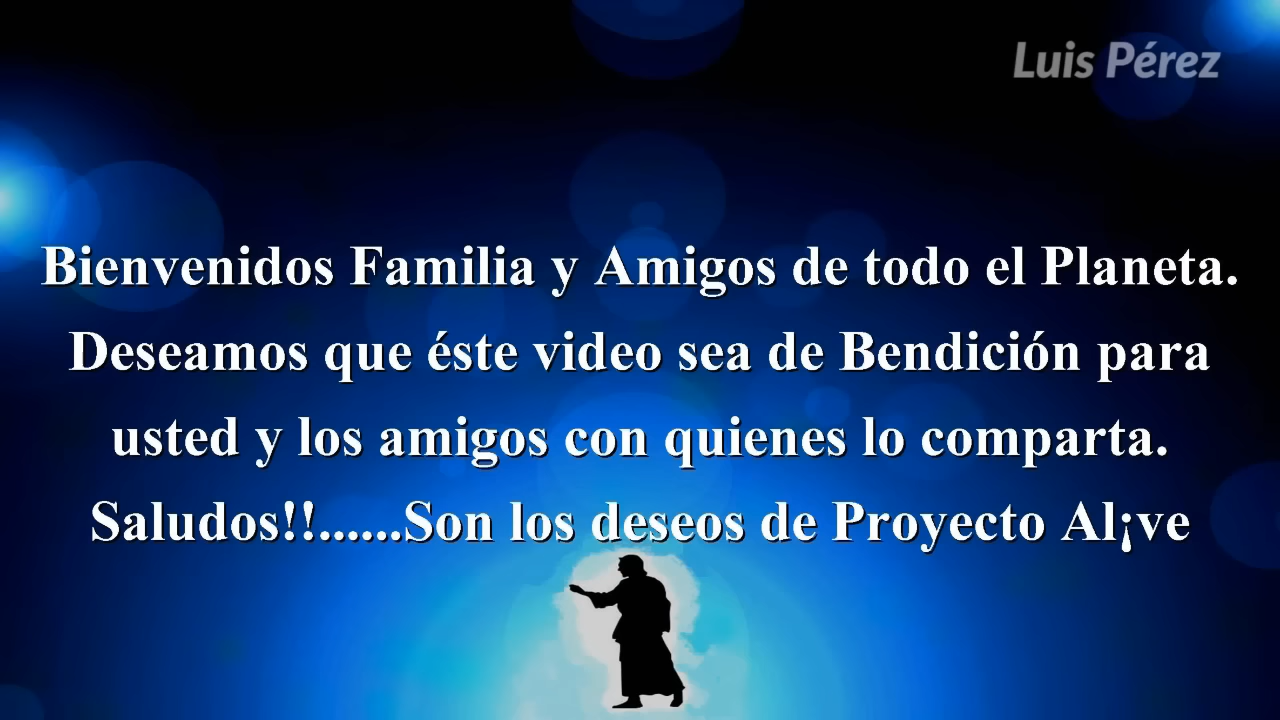 Luis Pérez
Bienvenidos Familia y Amigos de todo el Planeta.
Deseamos que éste video sea de Bendición para
usted y los amigos con quienes lo comparta.
Saludos!!......Son los deseos de Proyecto Al¡ve